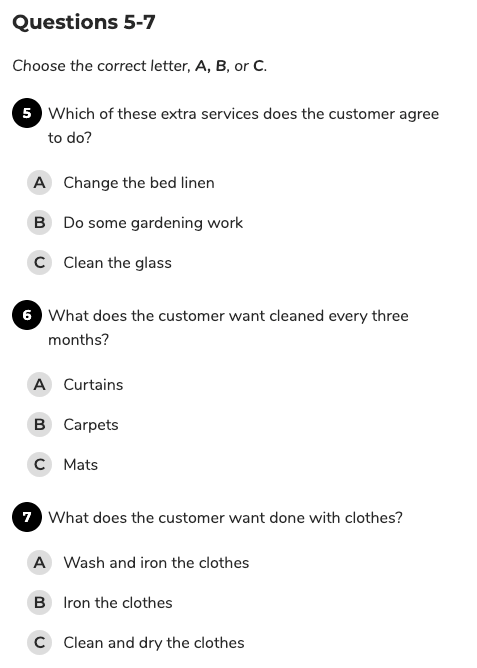 Questions 5-7
Choose the correct letter, A, B, or C.
5 Which of these extra services does the customer agree
to do?
A Change the bed linen
B Do some gardening work
C Clean the glass
6 What does the customer want cleaned every three
months?
A Curtains
B Carpets
C Mats
7 What does the customer want done with clothes?
A Wash and iron the clothes
B Iron the clothes
C Clean and dry the clothes